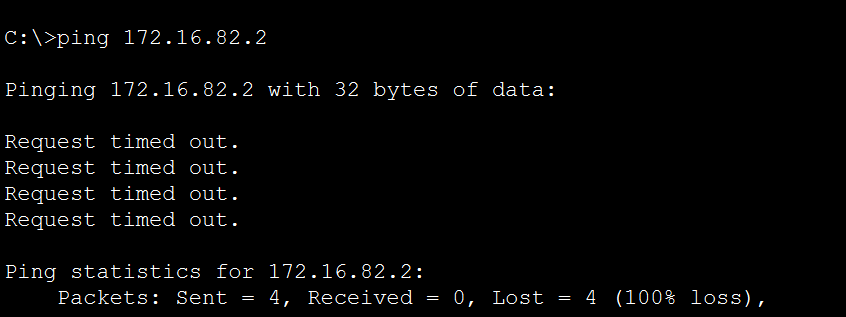 C:\>ping 172.16.82.2
Pinging 172.16.82.2 with 32 bytes of data:
Request timed out.
Request timed out.
Request timed out.
Request timed out.
Ping statistics for 172.16.82.2:
    Packets: Sent = 4, Received = 0, Lost = 4 (100% loss),